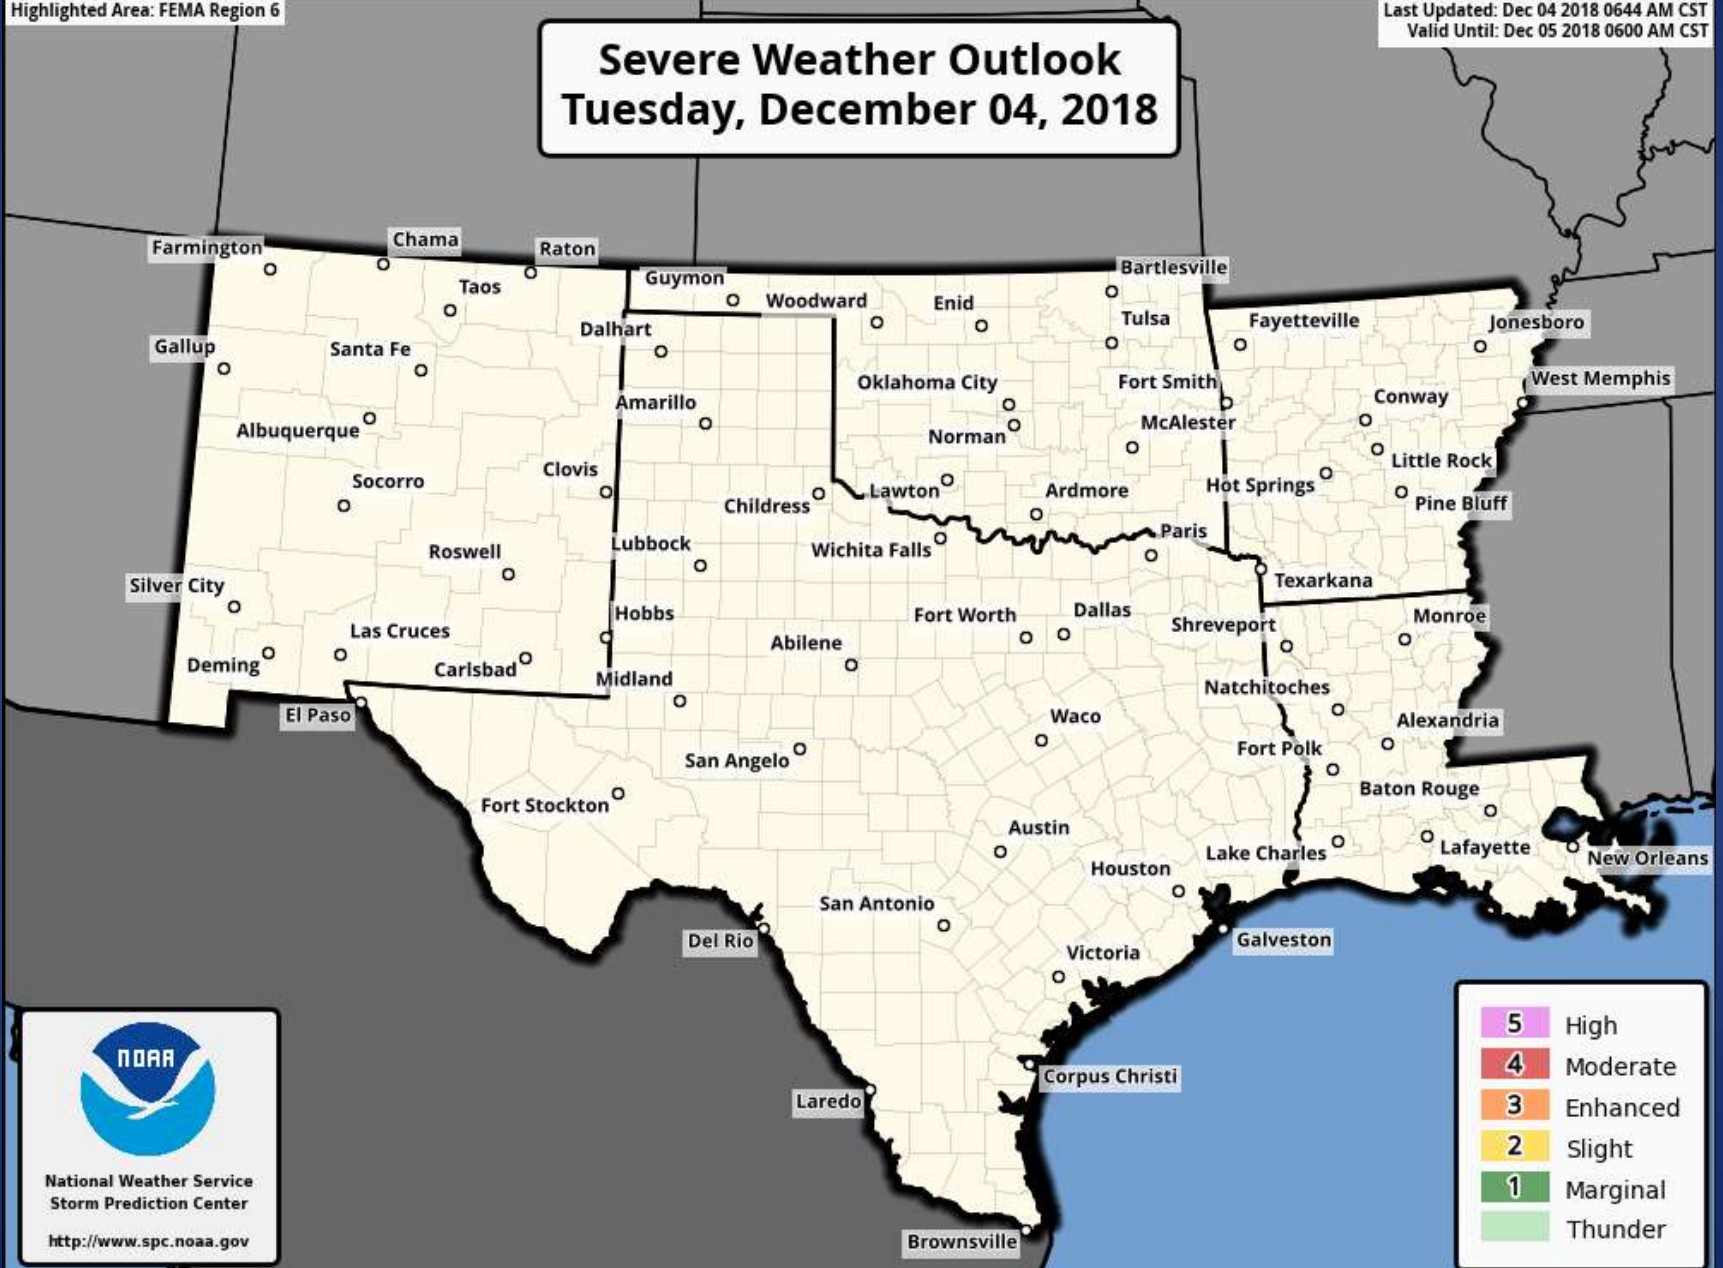 Highlighted Area: FEMA Region 6
Last Updated: Dec 04 2018 0644 AM CST
Valid Until: Dec 05 2018 0600 AM CST
Severe Weather Outlook
Tuesday, December 04, 2018
Farmington
Chama
Raton
Taos
Guymon
Woodward
Enid
Bartlesville
Tulsa
Fayetteville
Jonesboro
Gallup
Santa Fe
Dalhart
Oklahoma City
Fort Smith
West Memphis
Conway
Amarillo
Albuquerque
Norman
McAlester
Little Rock
Clovis
Socorro
Childress
Lawton
Ardmore
Hot Springs
Pine Bluff
Roswell
Lubbock
Wichita Falls
Paris
Texarkana
Silver City
Hobbs
Fort Worth
Dallas
Shreveport
Monroe
Las Cruces
Abilene
Deming
Carlsbad
Midland
Natchitoches
El Paso
Waco
Alexandria
San Angelo
Fort Polk
Fort Stockton
Baton Rouge
Austin
Lake Charles
Lafayette
New Orleans
Houston
San Antonio
Del Rio
Victoria
Galveston
Corpus Christi
Laredo
Brownsville
NOAA
National Weather Service
Storm Prediction Center
http://www.spc.noaa.gov
5 High
4 Moderate
3 Enhanced
2 Slight
1 Marginal
Thunder